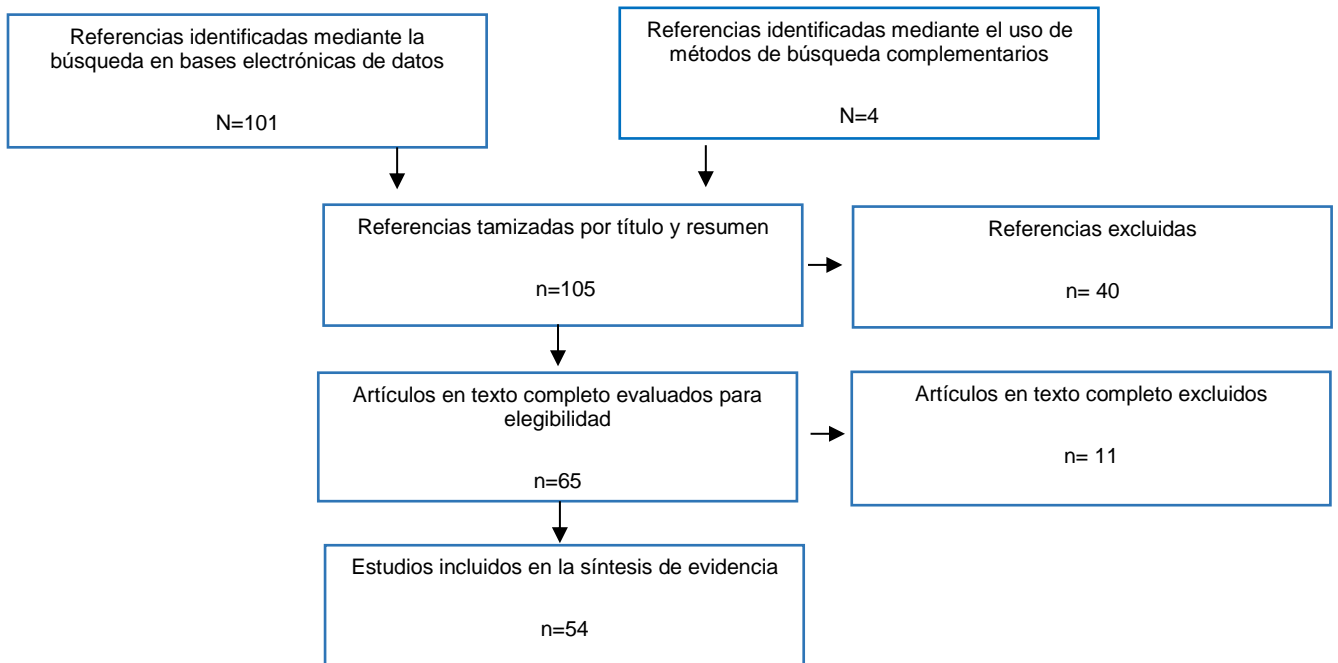 Referencias identificadas mediante la
búsqueda en bases electrónicas de datos
N=101
Referencias identificadas mediante el uso de
métodos de búsqueda complementarios
N=4
Referencias tamizadas por título y resumen
n=105
Referencias excluidas
n= 40
Artículos en texto completo evaluados para
elegibilidad
n=65
Artículos en texto completo excluidos
n= 11
Estudios incluidos en la síntesis de evidencia
n=54